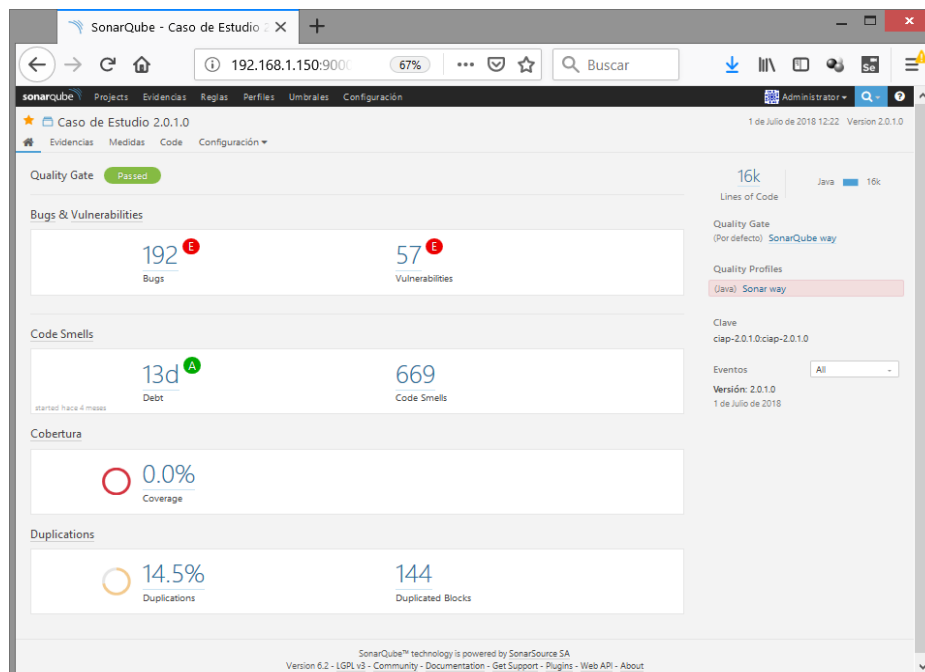 SonarQube - Caso de Estudio 2
192.168.1.150:9000
67%
Buscar
sonarqube Projects Evidencias Reglas Perfiles Umbrales Configuración Administrator
Caso de Estudio 2.0.1.0
1 de Julio de 2018 12:22 Version 2.0.1.0
Evidencias Medidas Code Configuración
Quality Gate Passed
Bugs & Vulnerabilities
192 E
Bugs
57 E
Vulnerabilities
Code Smells
13d A
Debt
669
Code Smells
started hace 4 meses
Cobertura
0.0%
Coverage
Duplications
14.5%
Duplications
144
Duplicated Blocks
16k
Lines of Code
Java 16k
Quality Gate
(Por defecto) SonarQube way
Quality Profiles
(Java) Sonar way
Clave
ciap-2.0.1.0:ciap-2.0.1.0
Eventos All
Versión: 2.0.1.0
1 de Julio de 2018
SonarQube™ technology is powered by SonarSource SA
Version 6.2 - LGPL v3 - Community - Documentation - Get Support - Plugins - Web API - About